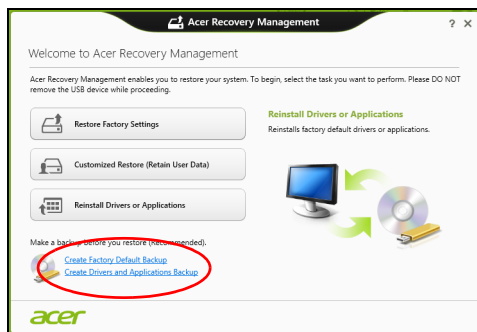 Acer Recovery Management
? ×
Welcome to Acer Recovery Management
Acer Recovery Management enables you to restore your system. To begin, select the task you want to perform. Please DO NOT
remove the USB device while proceeding.
Restore Factory Settings
Customized Restore (Retain User Data)
Reinstall Drivers or Applications
Reinstall Drivers or Applications
Reinstalls factory default drivers or applications.
Make a backup before you restore (Recommended).
Create Factory Default Backup
Create Drivers and Applications Backup
acer